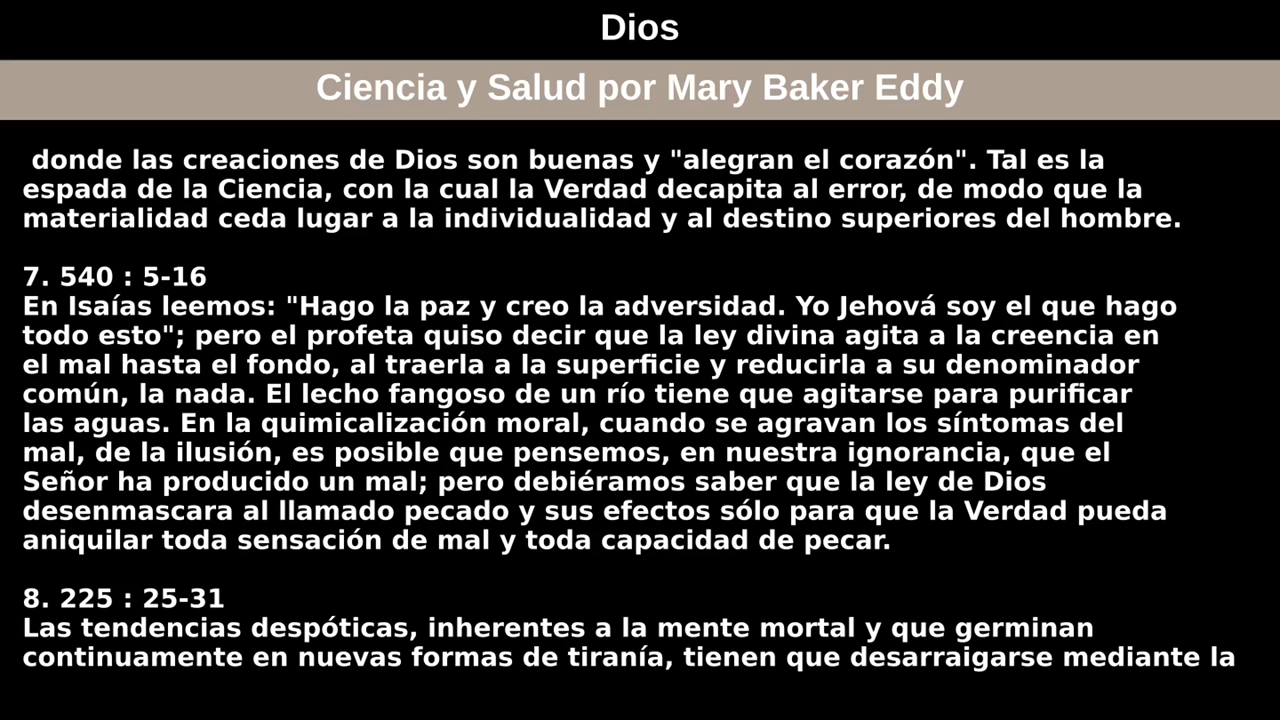 Dios
Ciencia y Salud por Mary Baker Eddy
donde las creaciones de Dios son buenas y "alegran el corazón". Tal es la
espada de la Ciencia, con la cual la Verdad decapita al error, de modo que la
materialidad ceda lugar a la individualidad y al destino superiores del hombre.
7. 540 : 5-16
En Isaías leemos: "Hago la paz y creo la adversidad. Yo Jehová soy el que hago
todo esto"; pero el profeta quiso decir que la ley divina agita a la creencia en
el mal hasta el fondo, al traerla a la superficie y reducirla a su denominador
común, la nada. El lecho fangoso de un río tiene que agitarse para purificar
las aguas. En la quimicalización moral, cuando se agravan los síntomas del
mal, de la ilusión, es posible que pensemos, en nuestra ignorancia, que el
Señor ha producido un mal; pero debiéramos saber que la ley de Dios
desenmascara al llamado pecado y sus efectos sólo para que la Verdad pueda
aniquilar toda sensación de mal y toda capacidad de pecar.
8. 225 : 25-31
Las tendencias despóticas, inherentes a la mente mortal y que germinan
continuamente en nuevas formas de tiranía, tienen que desarraigarse mediante la